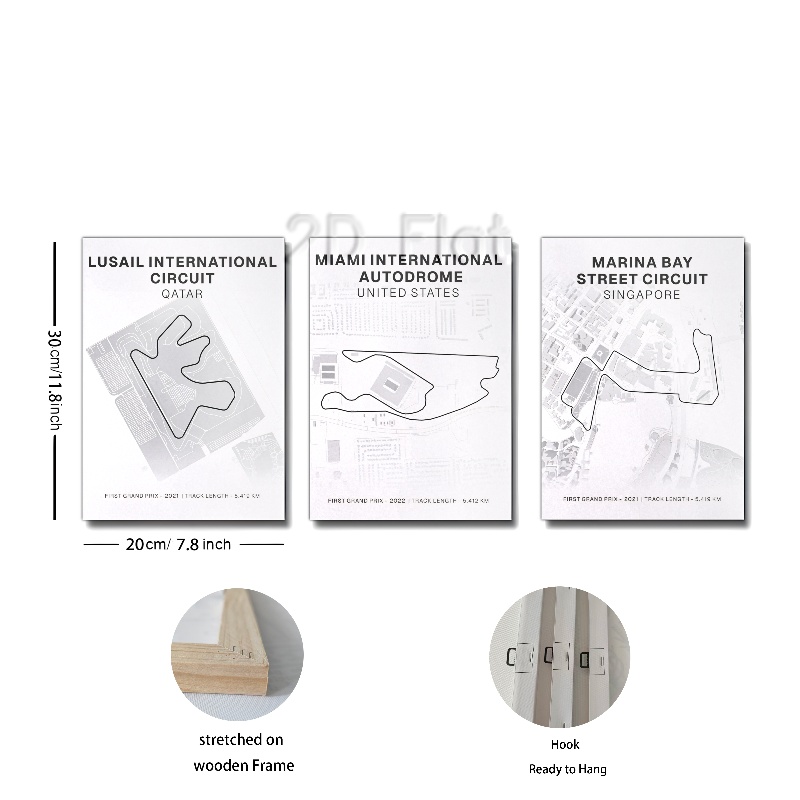 2D Flat
LUSAIL INTERNATIONAL
CIRCUIT
QATAR
FIRST GRAND PRIX - 2021 | TRACK LENGTH - 5.419 KM
MIAMI INTERNATIONAL
AUTODROME
UNITED STATES
FIRST GRAND PRIX - 2022 | TRACK LENGTH - 5.412 KM
MARINA BAY
STREET CIRCUIT
SINGAPORE
FIRST GRAND PRIX - 2021 | TRACK LENGTH - 5.419 KM
30cm/11.8inch
20cm/ 7.8 inch
stretched on
wooden Frame
Hook
Ready to Hang